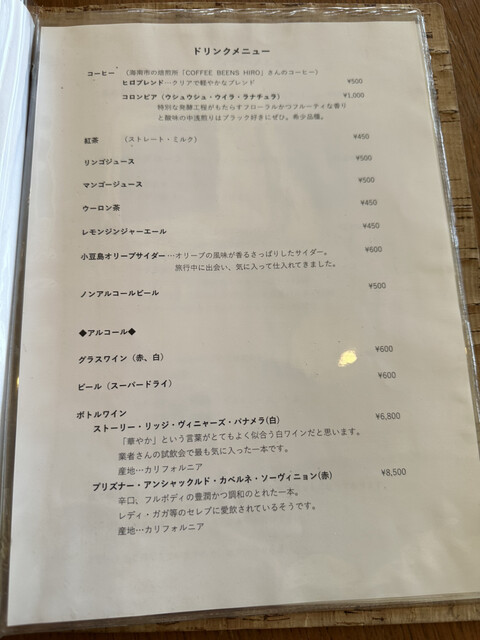 ドリンクメニュー
コーヒー (海南市の焙煎所「COFFEE BEENS HIRO」さんのコーヒー)
ヒロブレンド…クリアで軽やかなブレンド ¥500
コロンビア (ウシュウシュ・ウイラ・ラナチュラ) ¥1,000
特別な発酵工程がもたらすフローラルかつフルーティな香り
と酸味の中浅煎りはブラック好きにぜひ。希少品種。
紅茶 (ストレート・ミルク) ¥450
リンゴジュース ¥500
マンゴージュース ¥500
ウーロン茶 ¥450
レモンジンジャーエール ¥450
小豆島オリーブサイダー…オリーブの風味が香るさっぱりしたサイダー。 ¥600
旅行中に出会い、気に入って仕入れてきました。
ノンアルコールビール ¥500
◆アルコール◆
グラスワイン (赤、白) ¥600
ビール (スーパードライ) ¥600
ボトルワイン
ストーリー・リッジ・ヴィニャーズ・パナメラ(白) ¥6,800
「華やか」という言葉がとてもよく似合う白ワインだと思います。
業者さんの試飲会で最も気に入った一本です。
産地…カリフォルニア
プリズナー・アンシャックルド・カベルネ・ソーヴィニョン(赤) ¥8,500
辛口、フルボディの豊潤かつ調和のとれた一本。
レディ・ガガ等のセレブに愛飲されているそうです。
産地…カリフォルニア